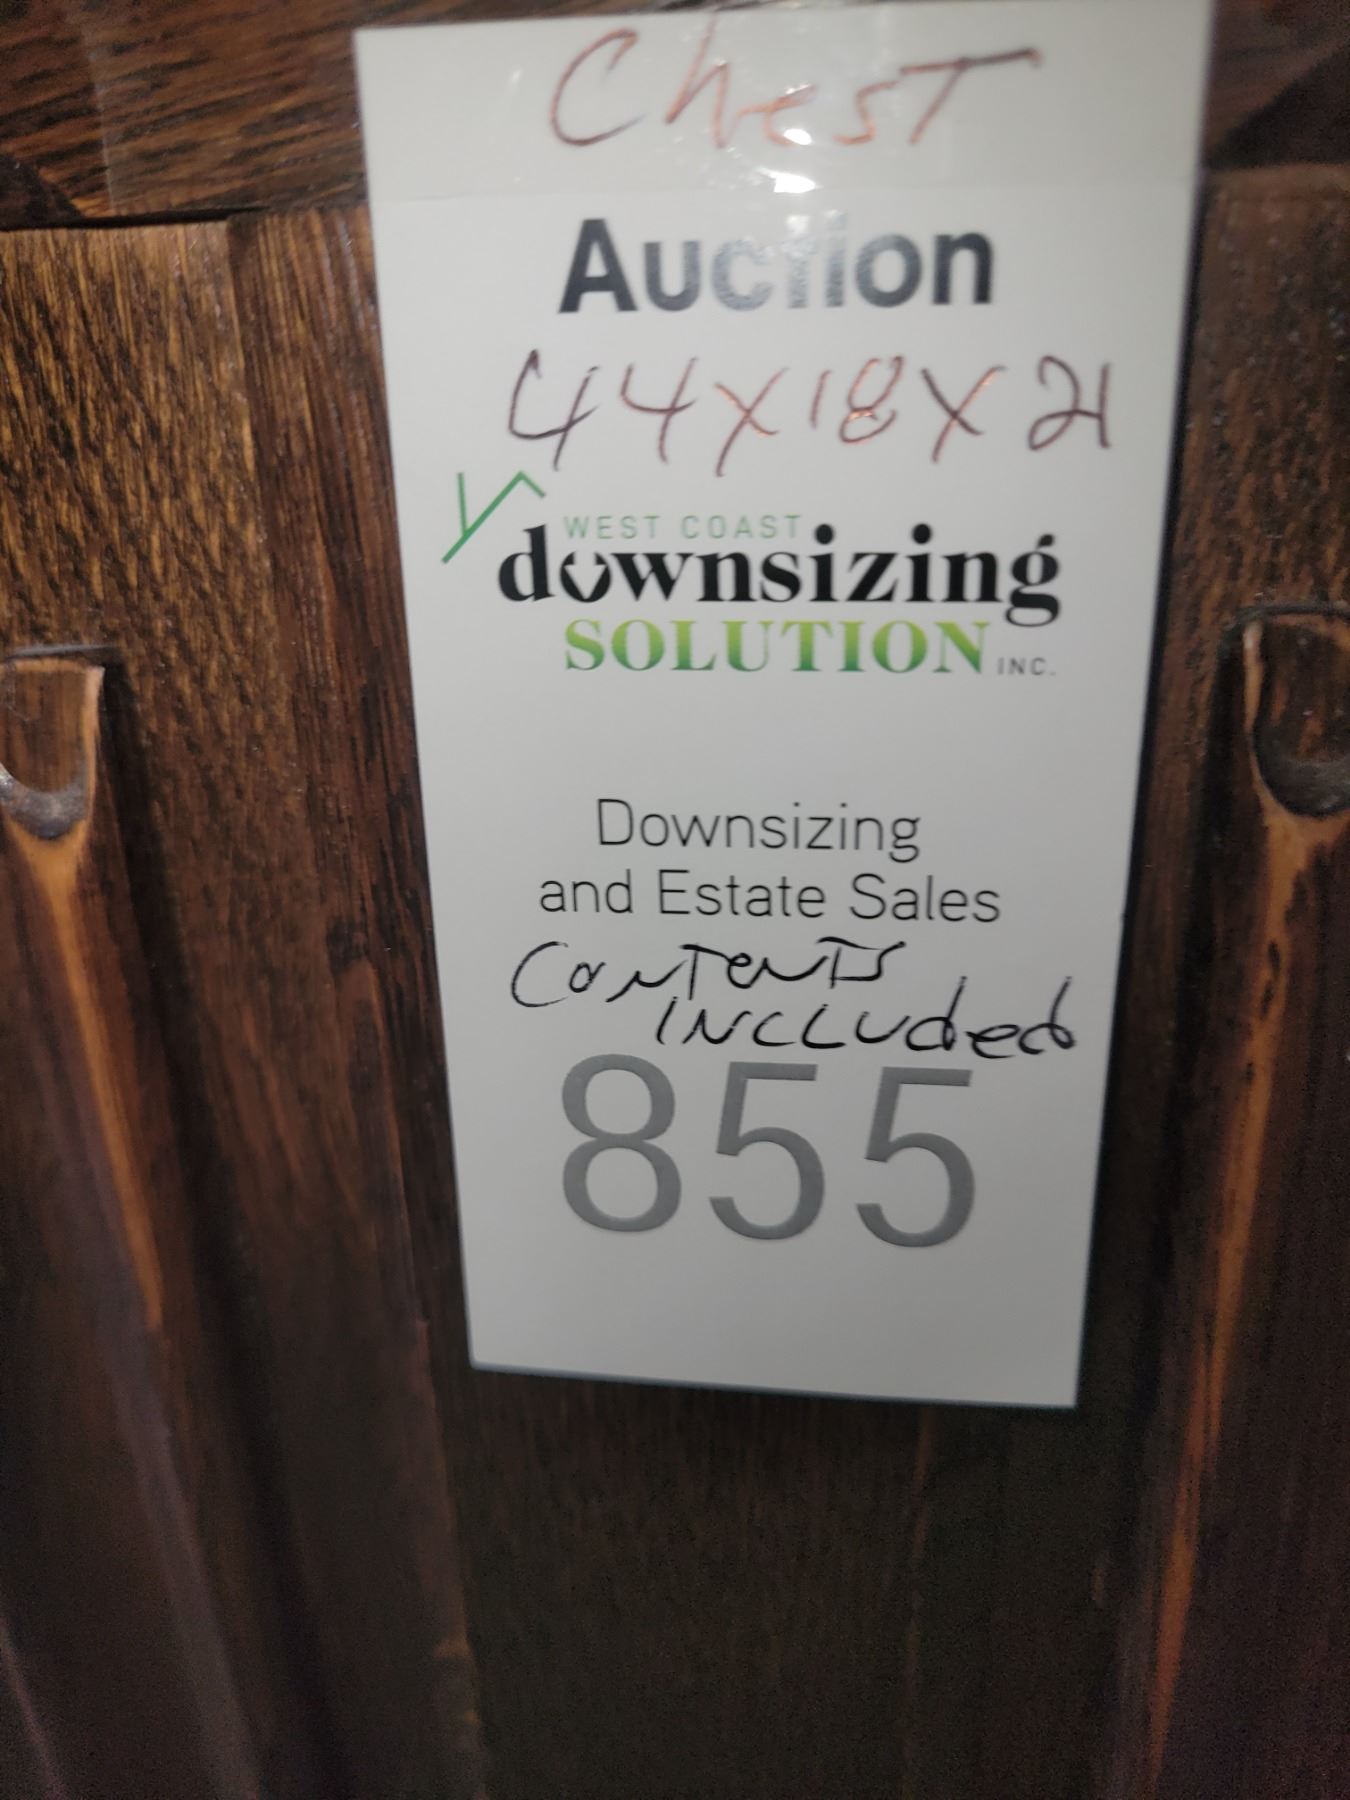 Chest
Auction
44x18x21
WEST COAST
downsizing
SOLUTION INC.
Downsizing
and Estate Sales
Contents
INCLUded
855